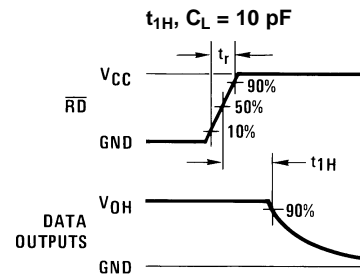 t1H, CL = 10 pF
tr
VCC
90%
RD
50%
10%
GND
t1H
VOH
90%
DATA
OUTPUTS
GND